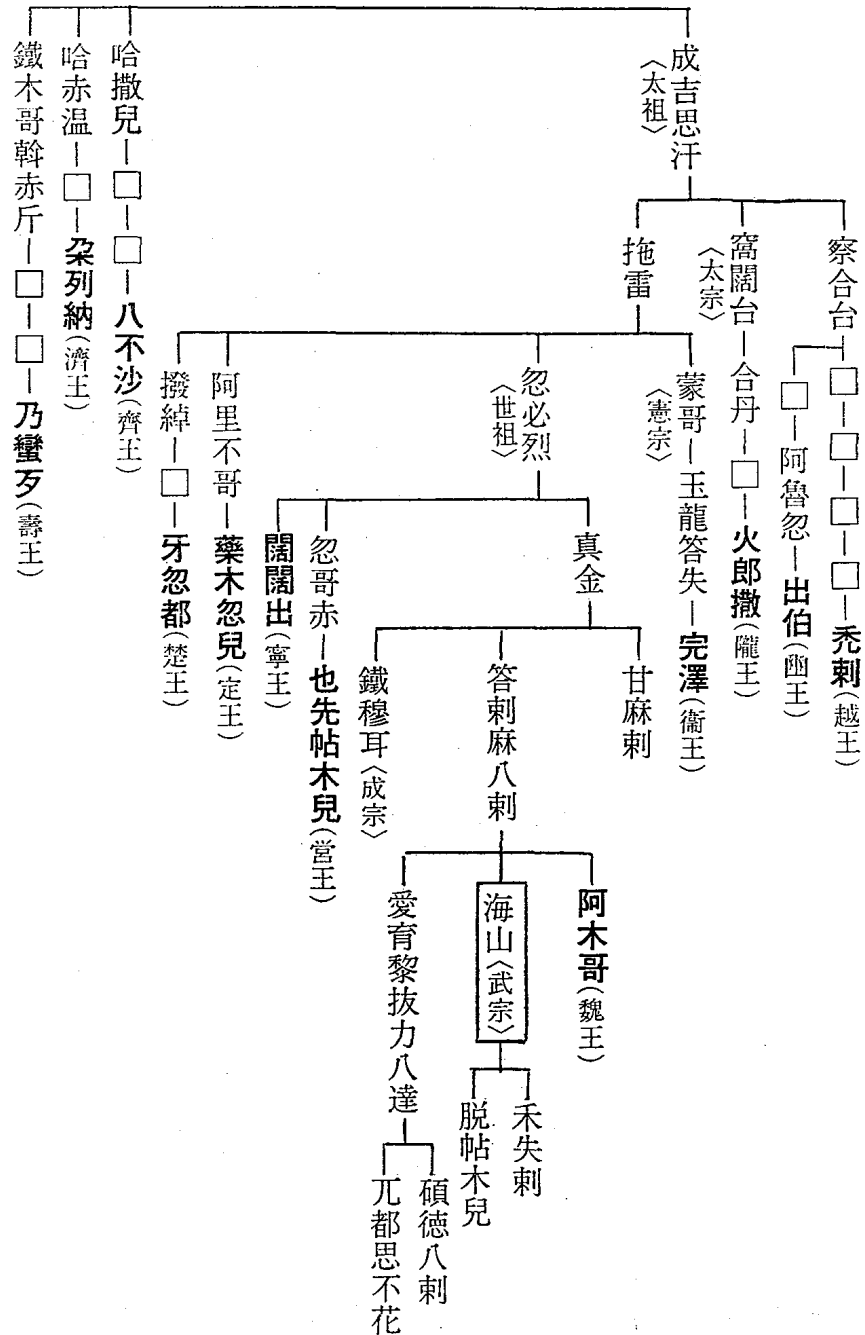 成吉思汗〈太祖〉
察合台―□―□―□―□―禿剌(越王)
□―阿魯忽―出伯(豳王)
窩闊台〈太宗〉―合丹―□―火郎撒(隴王)
拖雷
蒙哥〈憲宗〉―玉龍答失―完澤(衞王)
忽必烈〈世祖〉
真金
甘麻剌
答剌麻八剌
阿木哥(魏王)
海山〈武宗〉
禾失剌
脱帖木兒
愛育黎抜力八達
碩徳八剌
兀都思不花
鐵穆耳〈成宗〉
忽哥赤―也先帖木兒(営王)
闊闊出(寧王)
阿里不哥―藥木忽兒(定王)
撥綽―□―牙忽都(楚王)
哈撒兒―□―□―八不沙(齊王)
哈赤温―□―朶列納(濟王)
鐵木哥斡赤斤―□―□―乃蠻歹(壽王)